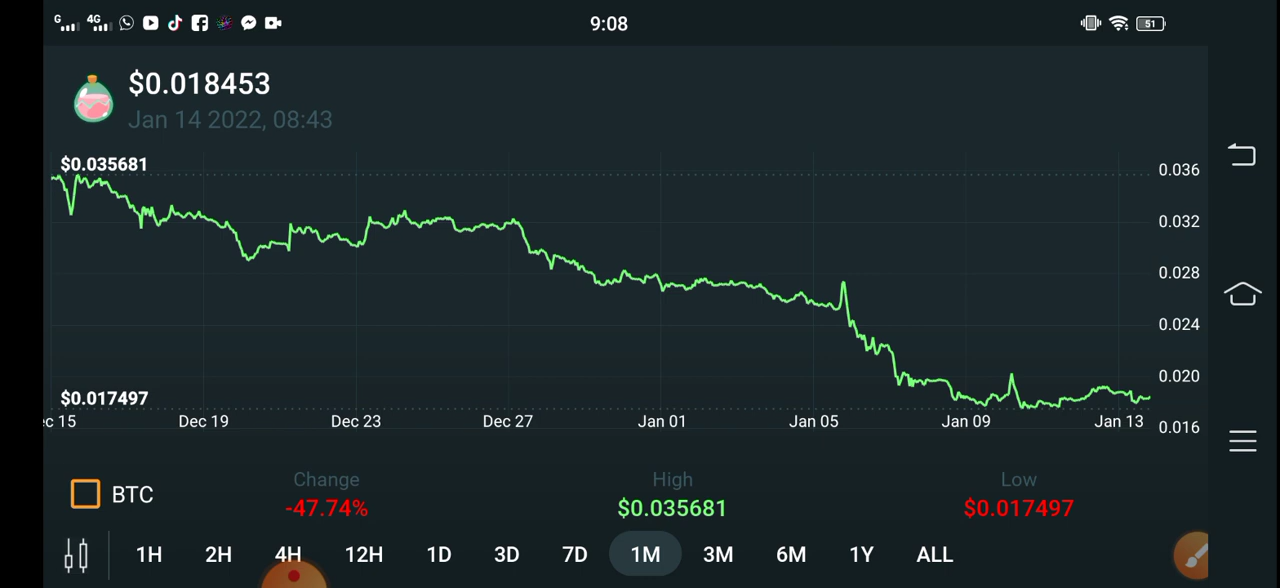 G 4G 9:08 51
$0.018453
Jan 14 2022, 08:43
$0.035681
0.036
0.032
0.028
0.024
0.020
$0.017497
c 15 Dec 19 Dec 23 Dec 27 Jan 01 Jan 05 Jan 09 Jan 13
0.016
BTC
Change High Low
-47.74% $0.035681 $0.017497
1H 2H 4H 12H 1D 3D 7D 1M 3M 6M 1Y ALL